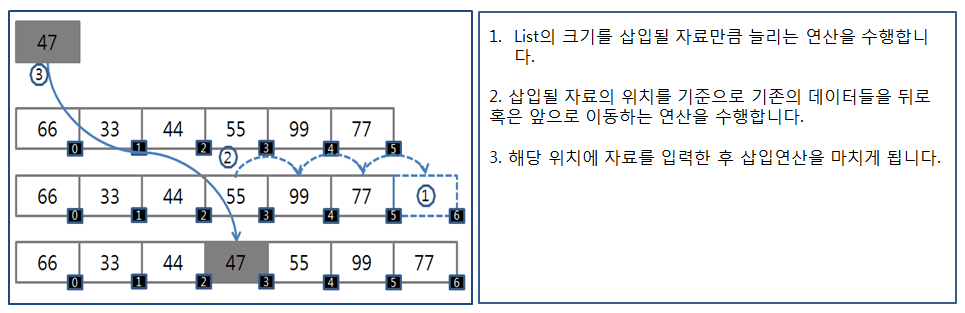 47
③
66 33 44 55 99 77
0 1 2 3 4 5
②
66 33 44 55 99 77 ①
0 1 2 3 4 5 6
66 33 44 47 55 99 77
0 1 2 3 4 5 6
1. List의 크기를 삽입될 자료만큼 늘리는 연산을 수행합니
다.
2. 삽입될 자료의 위치를 기준으로 기존의 데이터들을 뒤로
혹은 앞으로 이동하는 연산을 수행합니다.
3. 해당 위치에 자료를 입력한 후 삽입연산을 마치게 됩니다.